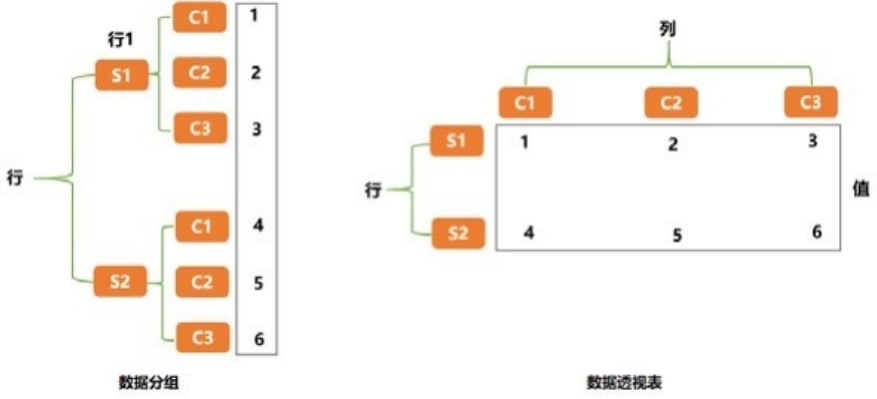 行1
行
S1
C1 1
C2 2
C3 3
S2
C1 4
C2 5
C3 6
数据分组
列
C1 C2 C3
行
S1 1 2 3
值
S2 4 5 6
数据透视表